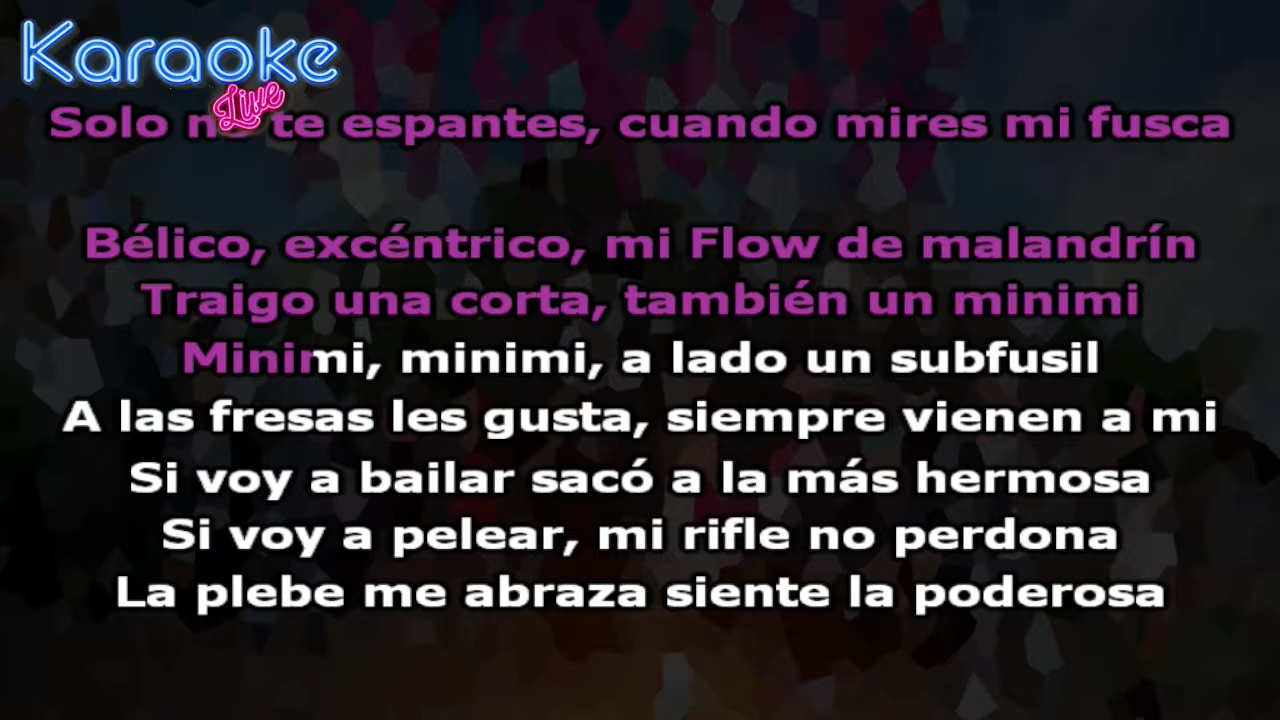 Karaoke
Live
Solo no te espantes, cuando mires mi fusca
Bélico, excéntrico, mi Flow de malandrín
Traigo una corta, también un minimi
Minimi, minimi, a lado un subfusil
A las fresas les gusta, siempre vienen a mi
Si voy a bailar sacó a la más hermosa
Si voy a pelear, mi rifle no perdona
La plebe me abraza siente la poderosa